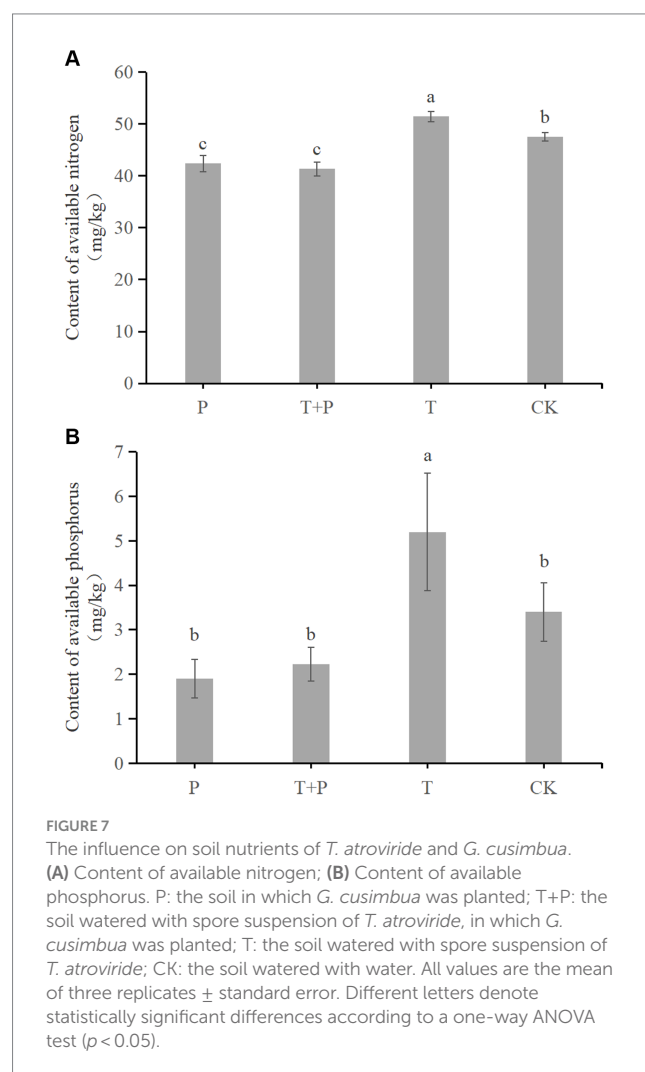 A
60
50
40
30
20
10
0
Content of available nitrogen
(mg/kg)
c
c
a
b
P T+P T CK
B
7
6
5
4
3
2
1
0
Content of available phosphorus
(mg/kg)
b
b
a
b
P T+P T CK
FIGURE 7
The influence on soil nutrients of T. atroviride and G. cusimbua.
(A) Content of available nitrogen; (B) Content of available
phosphorus. P: the soil in which G. cusimbua was planted; T+P: the
soil watered with spore suspension of T. atroviride, in which G.
cusimbua was planted; T: the soil watered with spore suspension of
T. atroviride; CK: the soil watered with water. All values are the mean
of three replicates ± standard error. Different letters denote
statistically significant differences according to a one-way ANOVA
test (p < 0.05).